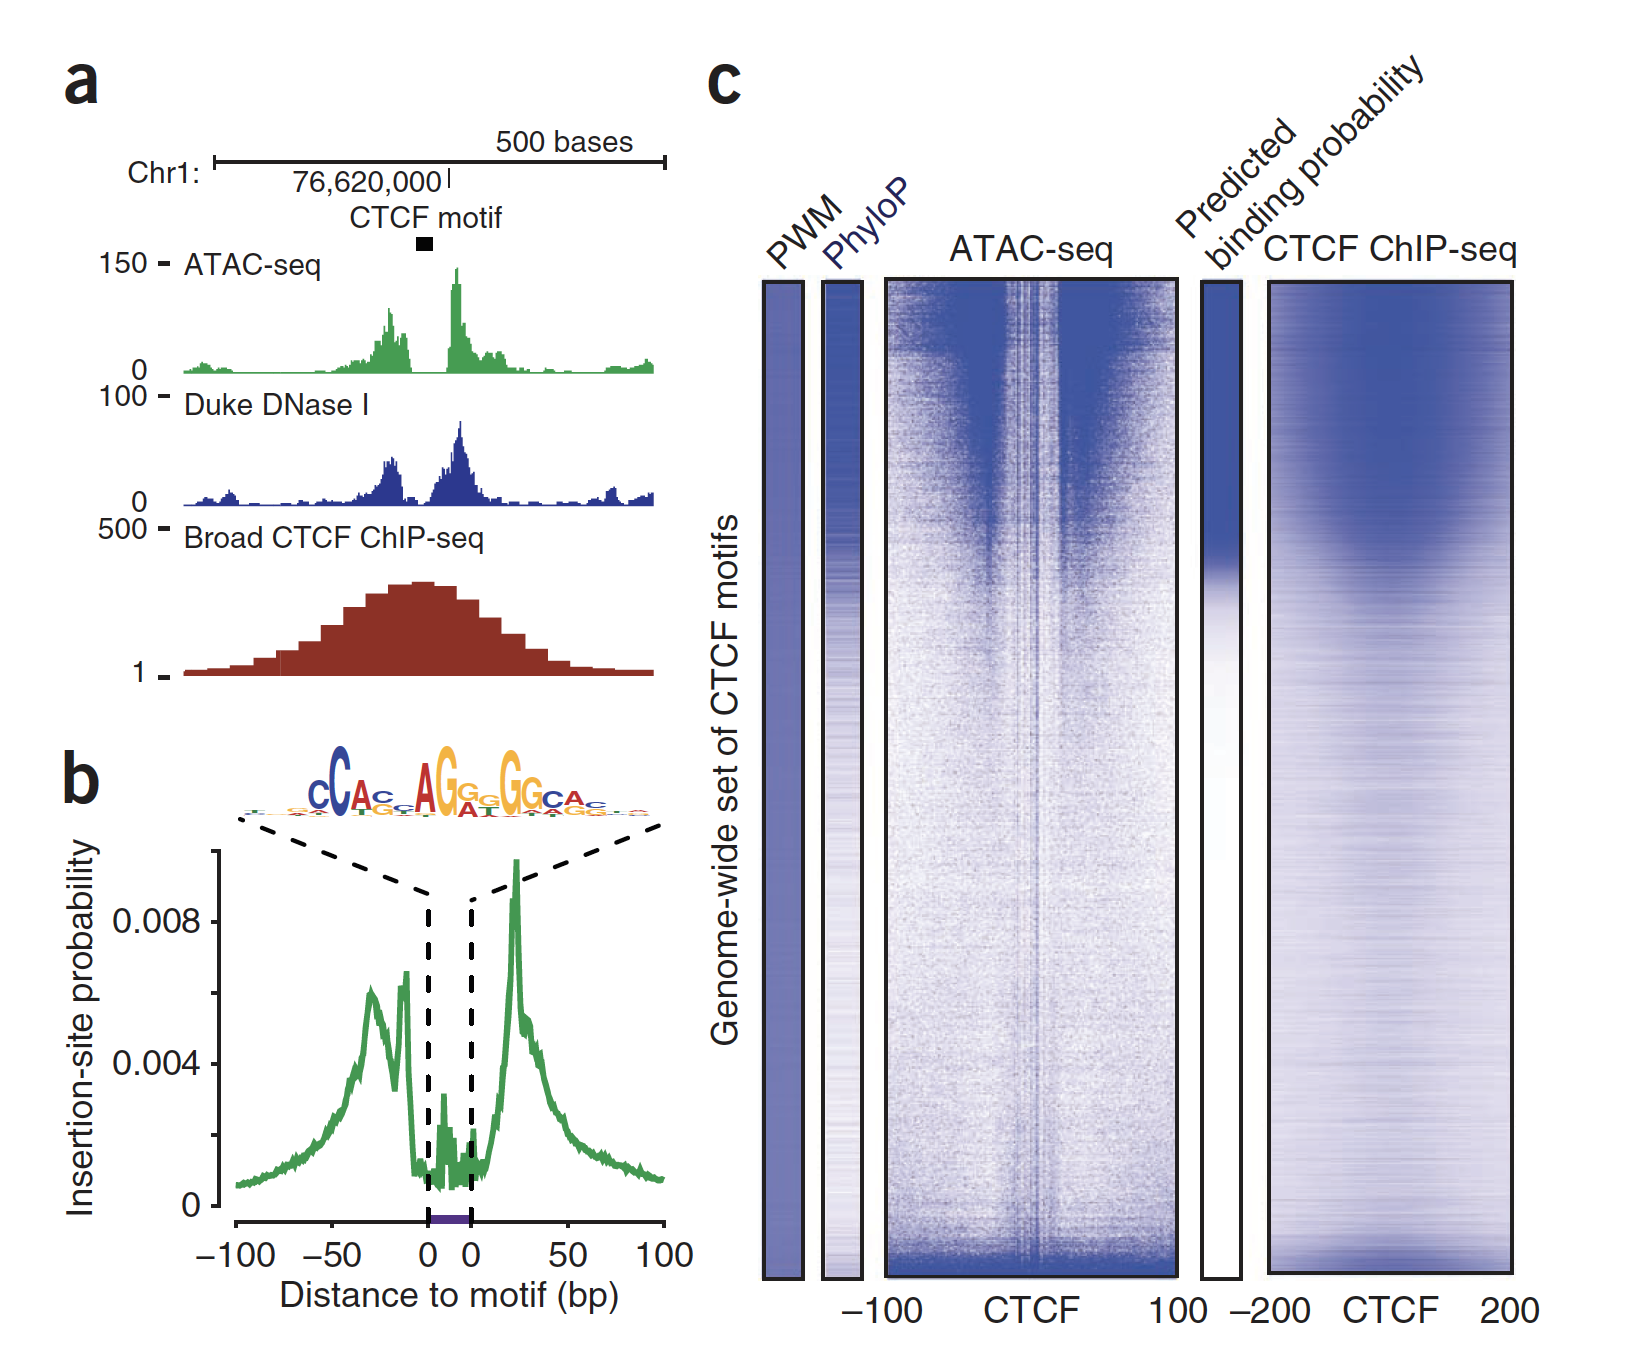 a
500 bases
Chr1:
76,620,000
CTCF motif
150
ATAC-seq
0
100
Duke DNase I
0
500
Broad CTCF ChIP-seq
1
b
CCAGCAGGGGGCAC
Insertion-site probability
0.008
0.004
0
−100 −50 0 0 50 100
Distance to motif (bp)
c
PWM
PhyloP
ATAC-seq
Predicted
binding probability
CTCF ChIP-seq
Genome-wide set of CTCF motifs
−100 CTCF 100
−200 CTCF 200